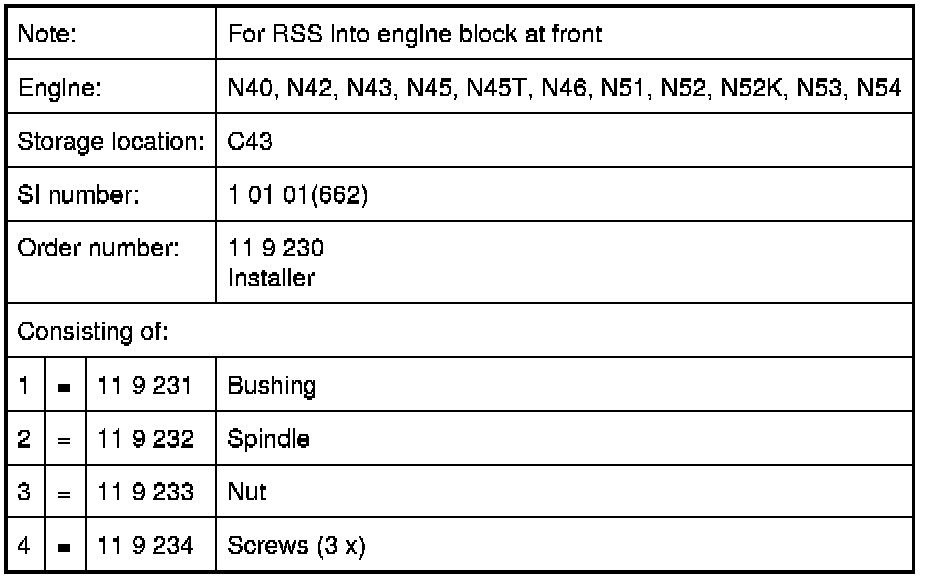 Note: For RSS into engine block at front
Engine: N40, N42, N43, N45, N45T, N46, N51, N52, N52K, N53, N54
Storage location: C43
SI number: 1 01 01(662)
Order number: 11 9 230
Installer
Consisting of:
1 = 11 9 231 Bushing
2 = 11 9 232 Spindle
3 = 11 9 233 Nut
4 = 11 9 234 Screws (3 x)